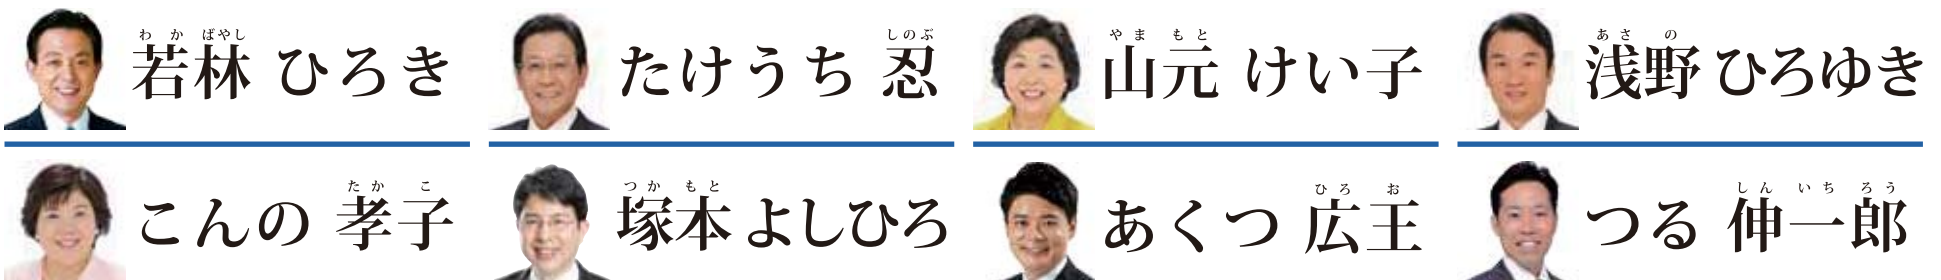 わかばやし しのぶ やまもと あさの
若林 ひろき たけうち 忍 山元 けい子 浅野 ひろゆき
たかこ つかもと ひろお しんいちろう
こんの 孝子 塚本 よしひろ あくつ 広王 つる 伸一郎